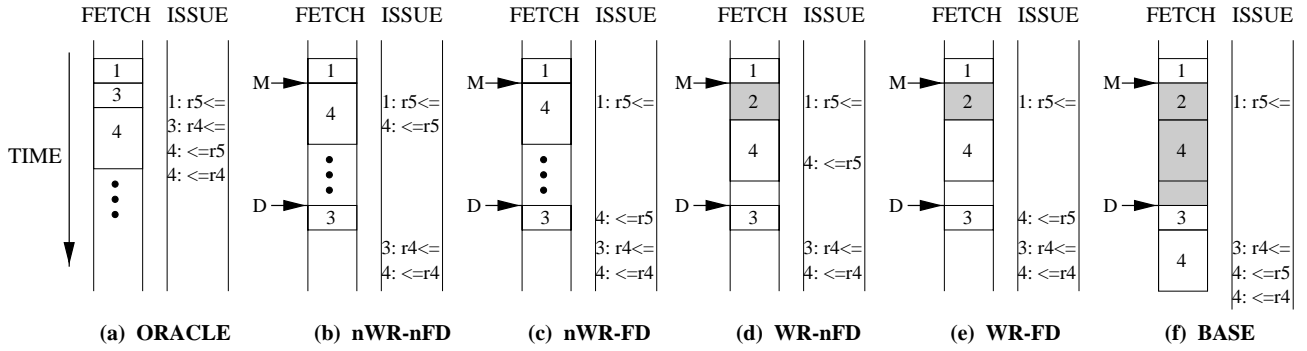 FETCH ISSUE FETCH ISSUE FETCH ISSUE FETCH ISSUE FETCH ISSUE FETCH ISSUE
TIME
1
3
4
1: r5<=
3: r4<=
4: <=r5
4: <=r4
(a) ORACLE
M
D
1
4
3
1: r5<=
4: <=r5
3: r4<=
4: <=r4
(b) nWR-nFD
M
D
1
4
3
1: r5<=
4: <=r5
3: r4<=
4: <=r4
(c) nWR-FD
M
D
1
2
4
3
1: r5<=
4: <=r5
3: r4<=
4: <=r4
(d) WR-nFD
M
D
1
2
4
3
1: r5<=
4: <=r5
3: r4<=
4: <=r4
(e) WR-FD
M
D
1
2
4
3
4
1: r5<=
3: r4<=
4: <=r5
4: <=r4
(f) BASE